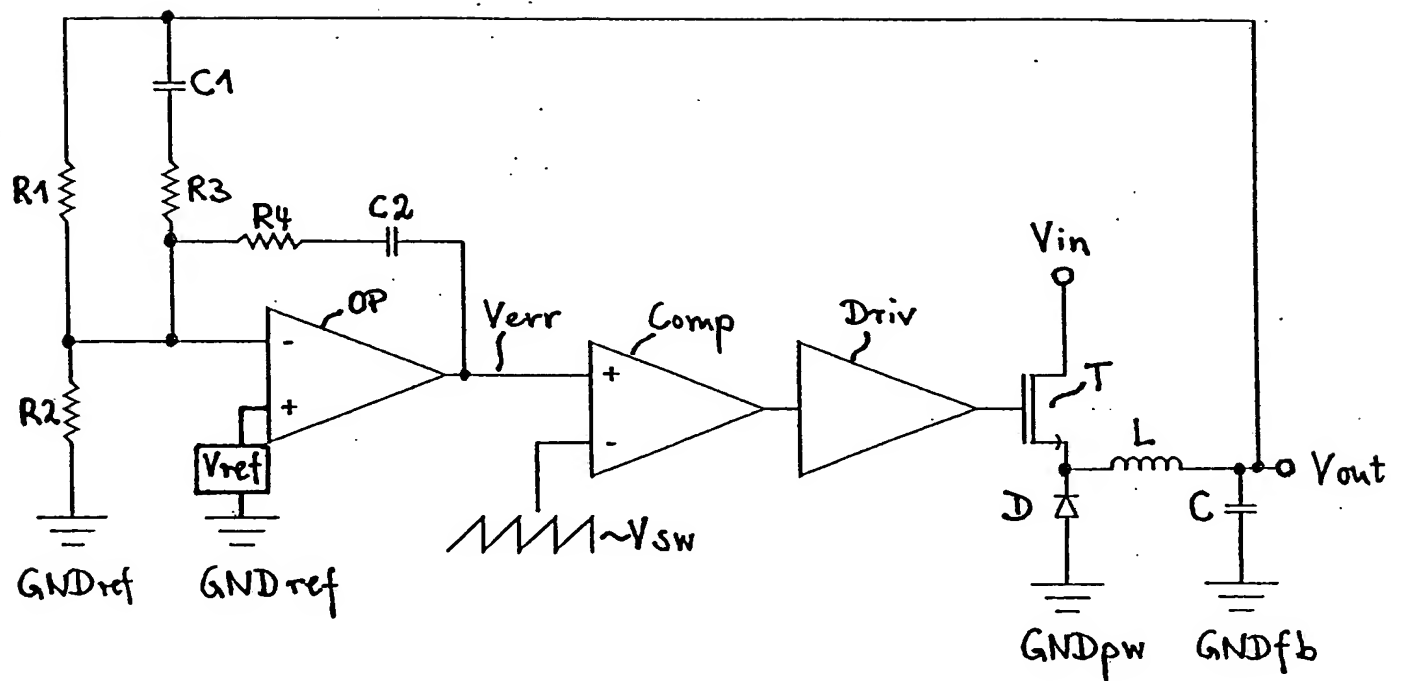 C1
R1
R3
R4
C2
Vin
OP
Verr
Comp
Driv
-
+
T
R2
+
-
L
Vref
Vout
D
C
~Vsw
GNDref
GNDref
GNDpw
GNDfb